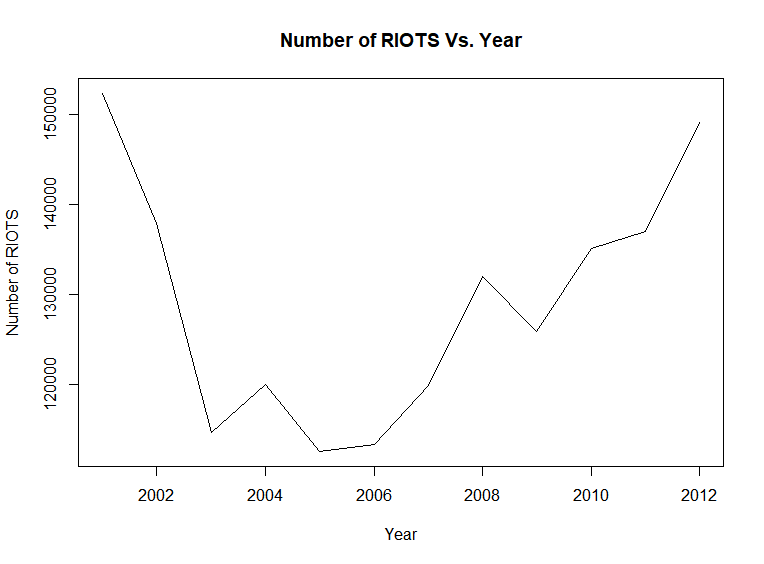 Number of RIOTS Vs. Year
Number of RIOTS
150000
140000
130000
120000
2002 2004 2006 2008 2010 2012
Year